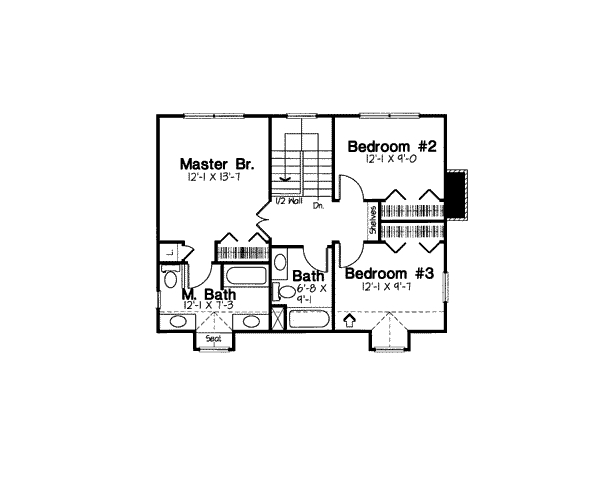 Master Br.
12'-1 X 13'-7
1/2 Wall
Dn.
Bedroom #2
12'-1 X 9'-0
Shelves
L.
M. Bath
12'-1 X 7'-3
Seat
Bath
6'-8 X
9'-1
Bedroom #3
12'-1 X 9'-7